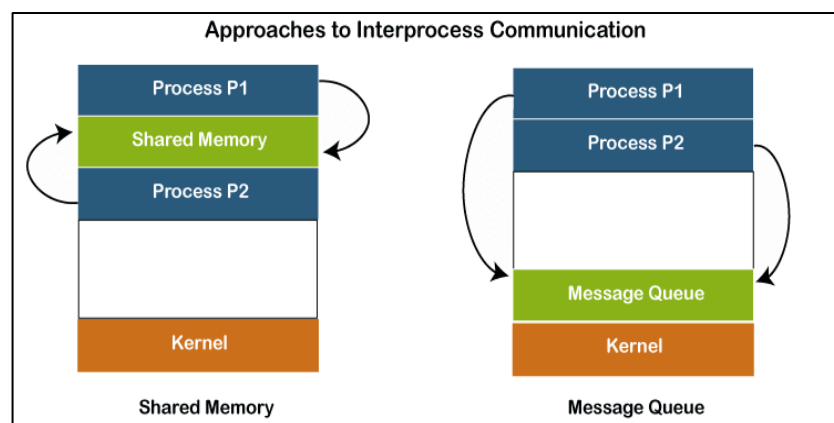 Approaches to Interprocess Communication
Process P1
Shared Memory
Process P2
Kernel
Shared Memory
Process P1
Process P2
Message Queue
Kernel
Message Queue